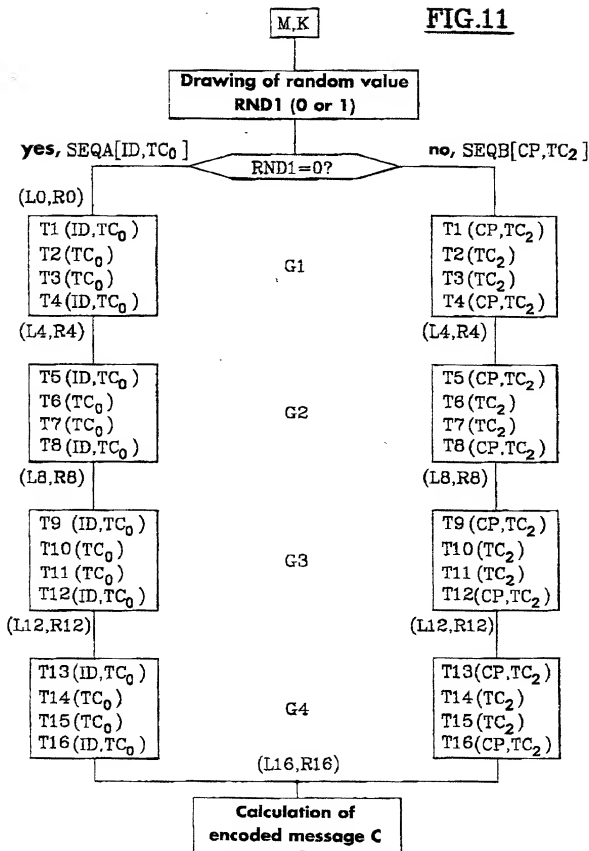 FIG.11
M,K
Drawing of random value
RND1 (0 or 1)
yes, SEQA[ID,TC₀]
no, SEQB[CP,TC₂]
RND1=0?
(L0,R0)
T1(ID,TC₀)
T2(TC₀)
T3(TC₀)
T4(ID,TC₀)
G1
T1(CP,TC₂)
T2(TC₂)
T3(TC₂)
T4(CP,TC₂)
(L4,R4)
(L4,R4)
T5(ID,TC₀)
T6(TC₀)
T7(TC₀)
T8(ID,TC₀)
G2
T5(CP,TC₂)
T6(TC₂)
T7(TC₂)
T8(CP,TC₂)
(L8,R8)
(L8,R8)
T9 (ID,TC₀)
T10(TC₀)
T11(TC₀)
T12(ID,TC₀)
G3
T9(CP,TC₂)
T10(TC₂)
T11(TC₂)
T12(CP,TC₂)
(L12,R12)
(L12,R12)
T13(ID,TC₀)
T14(TC₀)
T15(TC₀)
T16(ID,TC₀)
G4
T13(CP,TC₂)
T14(TC₂)
T15(TC₂)
T16(CP,TC₂)
(L16,R16)
Calculation of
encoded message C